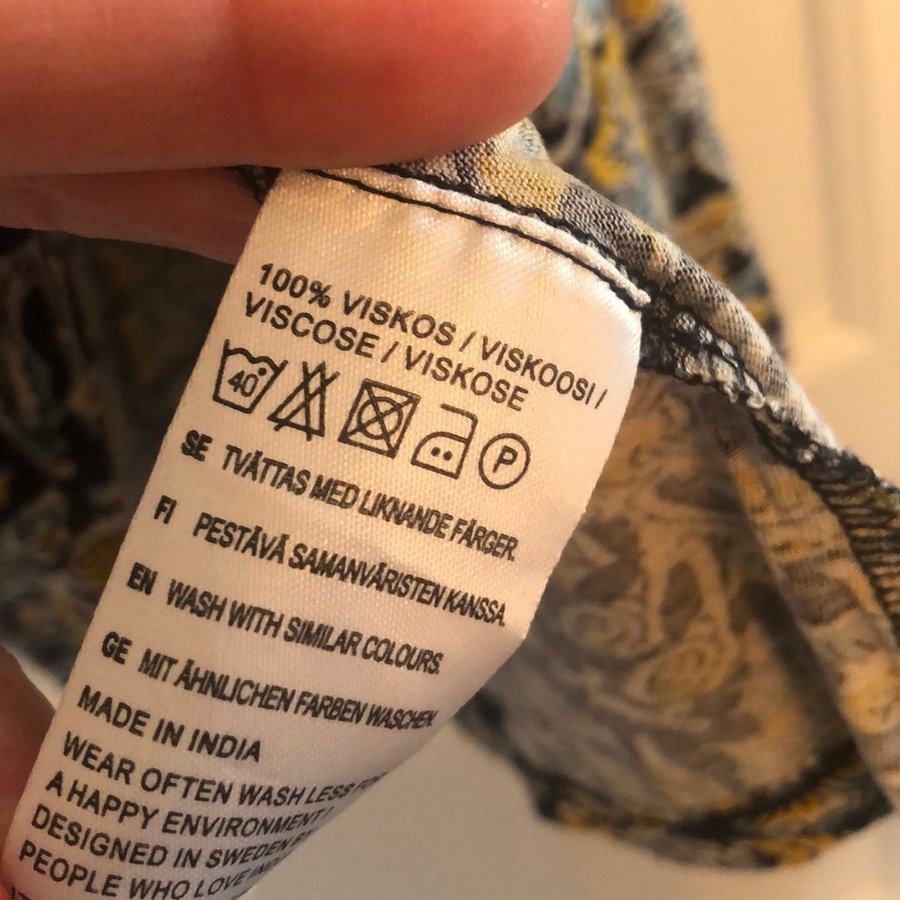 100% VISKOS / VISKOOSI /
VISCOSE / VISKOSE
40° P
SE TVÄTTAS MED LIKNANDE FÄRGER.
FI PESTÄVÄ SAMANVÄRISTEN KANSSA.
EN WASH WITH SIMILAR COLOURS.
GE MIT ÄHNLICHEN FARBEN WASCHEN.
MADE IN INDIA
WEAR OFTEN WASH LESS FOR
A HAPPY ENVIRONMENT!
DESIGNED IN SWEDEN BY
PEOPLE WHO LOVE